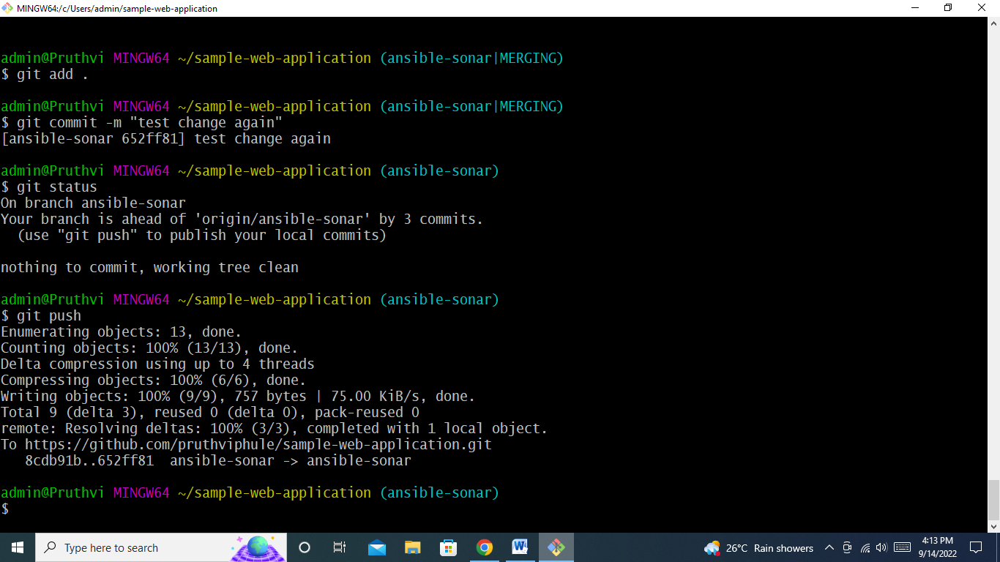 MINGW64:/c/Users/admin/sample-web-application
admin@Pruthvi MINGW64 ~/sample-web-application (ansible-sonar|MERGING)
$ git add .
admin@Pruthvi MINGW64 ~/sample-web-application (ansible-sonar|MERGING)
$ git commit -m "test change again"
[ansible-sonar 652ff81] test change again
admin@Pruthvi MINGW64 ~/sample-web-application (ansible-sonar)
$ git status
On branch ansible-sonar
Your branch is ahead of 'origin/ansible-sonar' by 3 commits.
  (use "git push" to publish your local commits)
nothing to commit, working tree clean
admin@Pruthvi MINGW64 ~/sample-web-application (ansible-sonar)
$ git push
Enumerating objects: 13, done.
Counting objects: 100% (13/13), done.
Delta compression using up to 4 threads
Compressing objects: 100% (6/6), done.
Writing objects: 100% (9/9), 757 bytes | 75.00 KiB/s, done.
Total 9 (delta 3), reused 0 (delta 0), pack-reused 0
remote: Resolving deltas: 100% (3/3), completed with 1 local object.
To https://github.com/pruthviphule/sample-web-application.git
   8cdb91b..652ff81  ansible-sonar -> ansible-sonar
admin@Pruthvi MINGW64 ~/sample-web-application (ansible-sonar)
$
Type here to search
W
26°C Rain showers
4:13 PM
9/14/2022